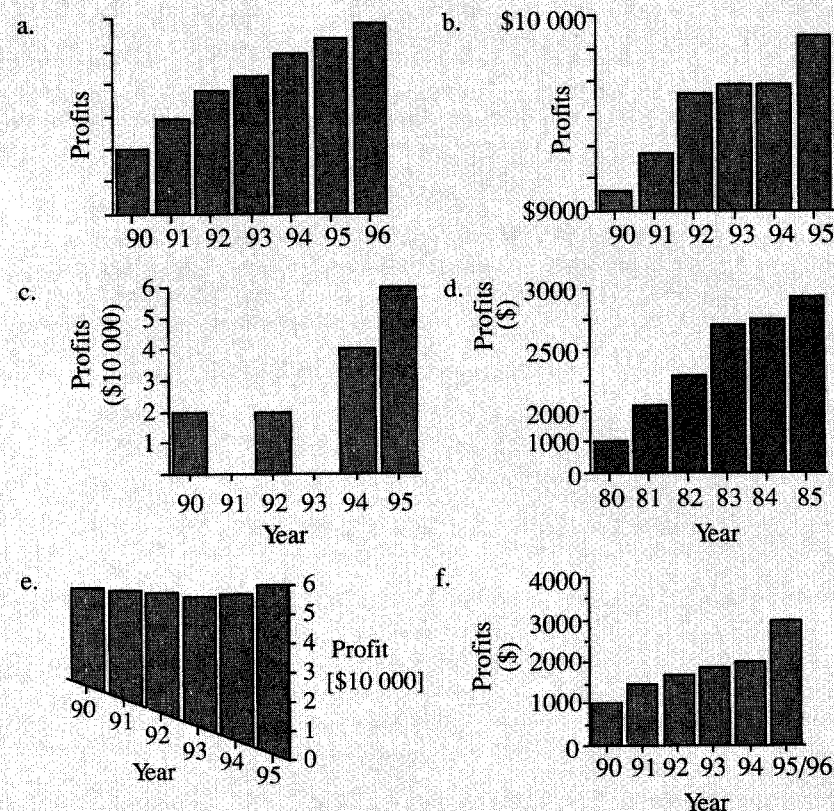 a.
Profits
90 91 92 93 94 95 96
b.
$10 000
Profits
$9000
90 91 92 93 94 95
c.
Profits
($10 000)
6
5
4
3
2
1
90 91 92 93 94 95
Year
d.
Profits
($)
3000
2500
2000
1000
0
80 81 82 83 84 85
Year
e.
6
5
4
3
2
1
0
Profit
[$10 000]
90 91 92 93 94 95
Year
f.
Profits
($)
4000
3000
2000
1000
0
90 91 92 93 94 95/96
Year